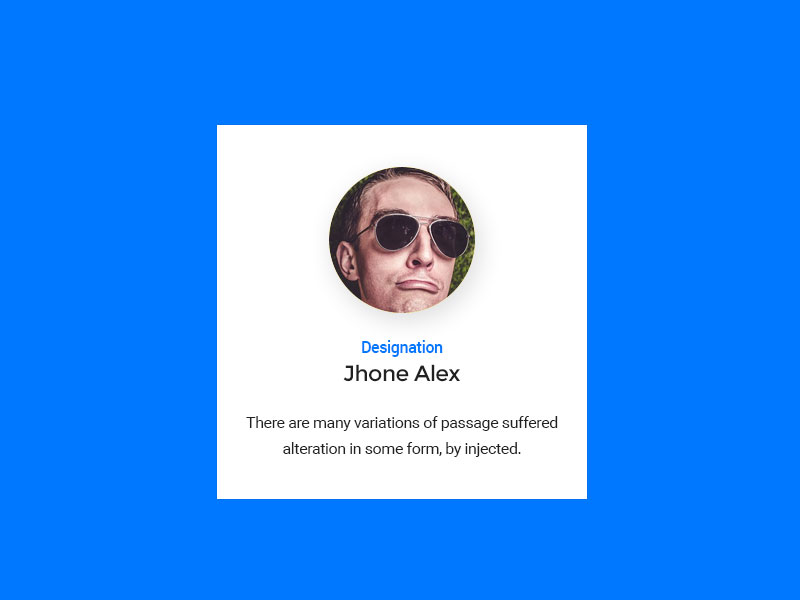 Designation
Jhone Alex
There are many variations of passage suffered
alteration in some form, by injected.